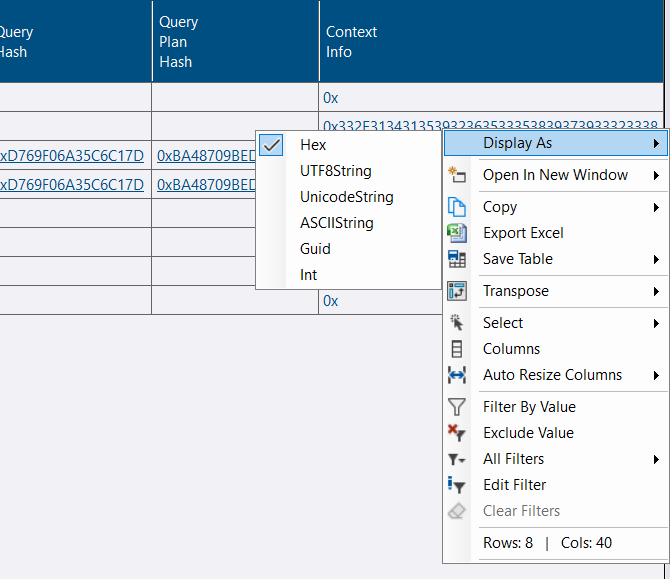 Query
Hash
Query
Plan
Hash
Context
Info
0x
0x332E313431353932363533353839373933323338
xD769F06A35C6C17D
0xBA48709BED
xD769F06A35C6C17D
0xBA48709BED
0x
Hex
UTF8String
UnicodeString
ASCIIString
Guid
Int
Display As
Open In New Window
Copy
Export Excel
Save Table
Transpose
Select
Columns
Auto Resize Columns
Filter By Value
Exclude Value
All Filters
Edit Filter
Clear Filters
Rows: 8 | Cols: 40